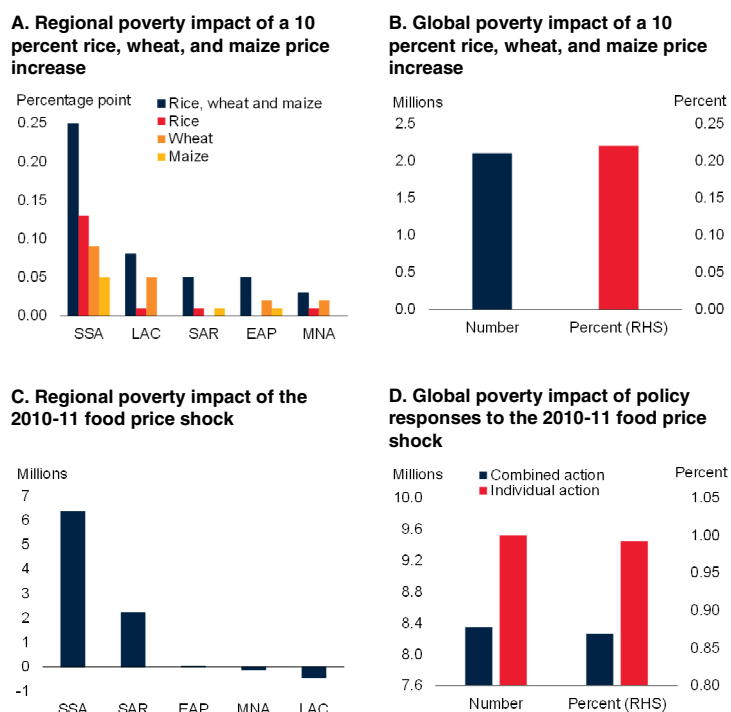 A. Regional poverty impact of a 10
percent rice, wheat, and maize price
increase
Percentage point
Rice, wheat and maize
Rice
Wheat
Maize
0.25
0.20
0.15
0.10
0.05
0.00
SSA LAC SAR EAP MNA
B. Global poverty impact of a 10
percent rice, wheat, and maize price
increase
Millions Percent
2.5 0.25
2.0 0.20
1.5 0.15
1.0 0.10
0.5 0.05
0.0 0.00
Number Percent (RHS)
C. Regional poverty impact of the
2010-11 food price shock
Millions
7
6
5
4
3
2
1
0
-1
SSA SAR EAP MNA LAC
D. Global poverty impact of policy
responses to the 2010-11 food price
shock
Millions Percent
Combined action
Individual action
10.0 1.05
9.6 1.00
9.2 0.95
8.8 0.90
8.4 0.85
8.0 0.80
7.6
Number Percent (RHS)